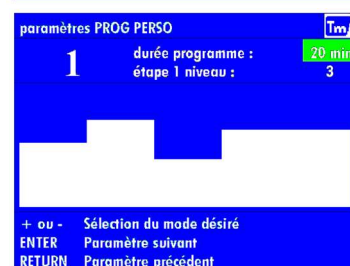 paramètres PROG PERSO Tm
1 durée programme : 20 min
étape 1 niveau : 3
+ ou - Sélection du mode désiré
ENTER Paramètre suivant
RETURN Paramètre précédent